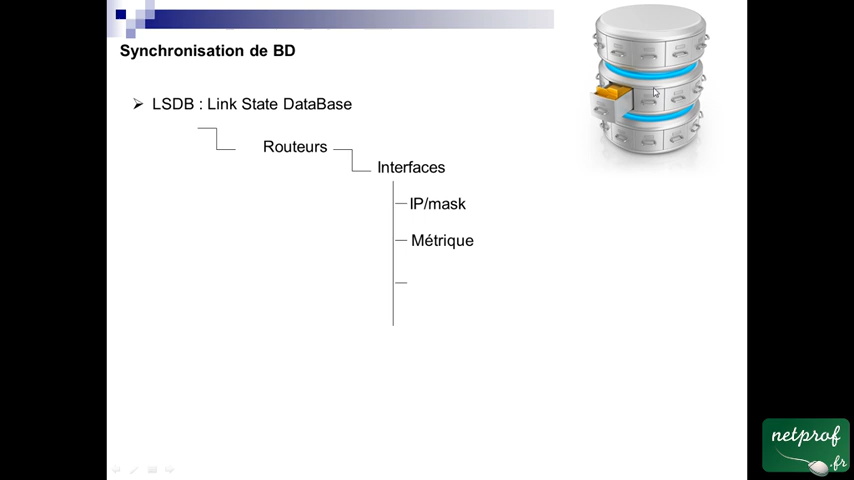 Synchronisation de BD
LSDB : Link State DataBase
Routeurs
Interfaces
IP/mask
Métrique
netprof
.fr